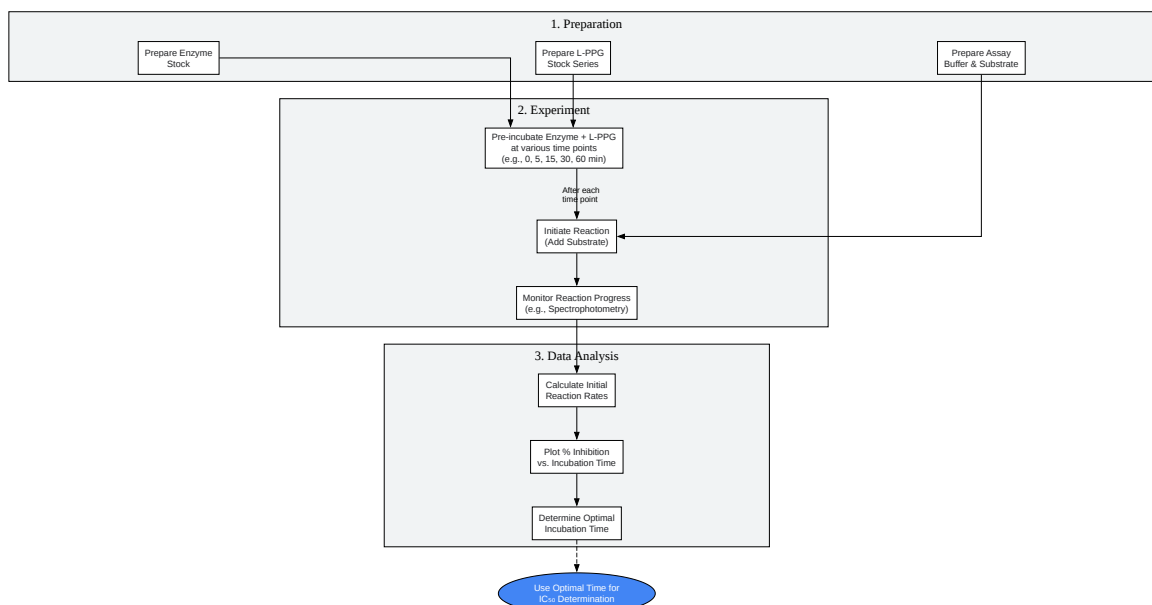 1. Preparation
Prepare Enzyme
Stock
Prepare L-PPG
Stock Series
Prepare Assay
Buffer & Substrate
2. Experiment
Pre-incubate Enzyme + L-PPG
at various time points
(e.g., 0, 5, 15, 30, 60 min)
After each
time point
Initiate Reaction
(Add Substrate)
Monitor Reaction Progress
(e.g., Spectrophotometry)
3. Data Analysis
Calculate Initial
Reaction Rates
Plot % Inhibition
vs. Incubation Time
Determine Optimal
Incubation Time
Use Optimal Time for
IC₅₀ Determination